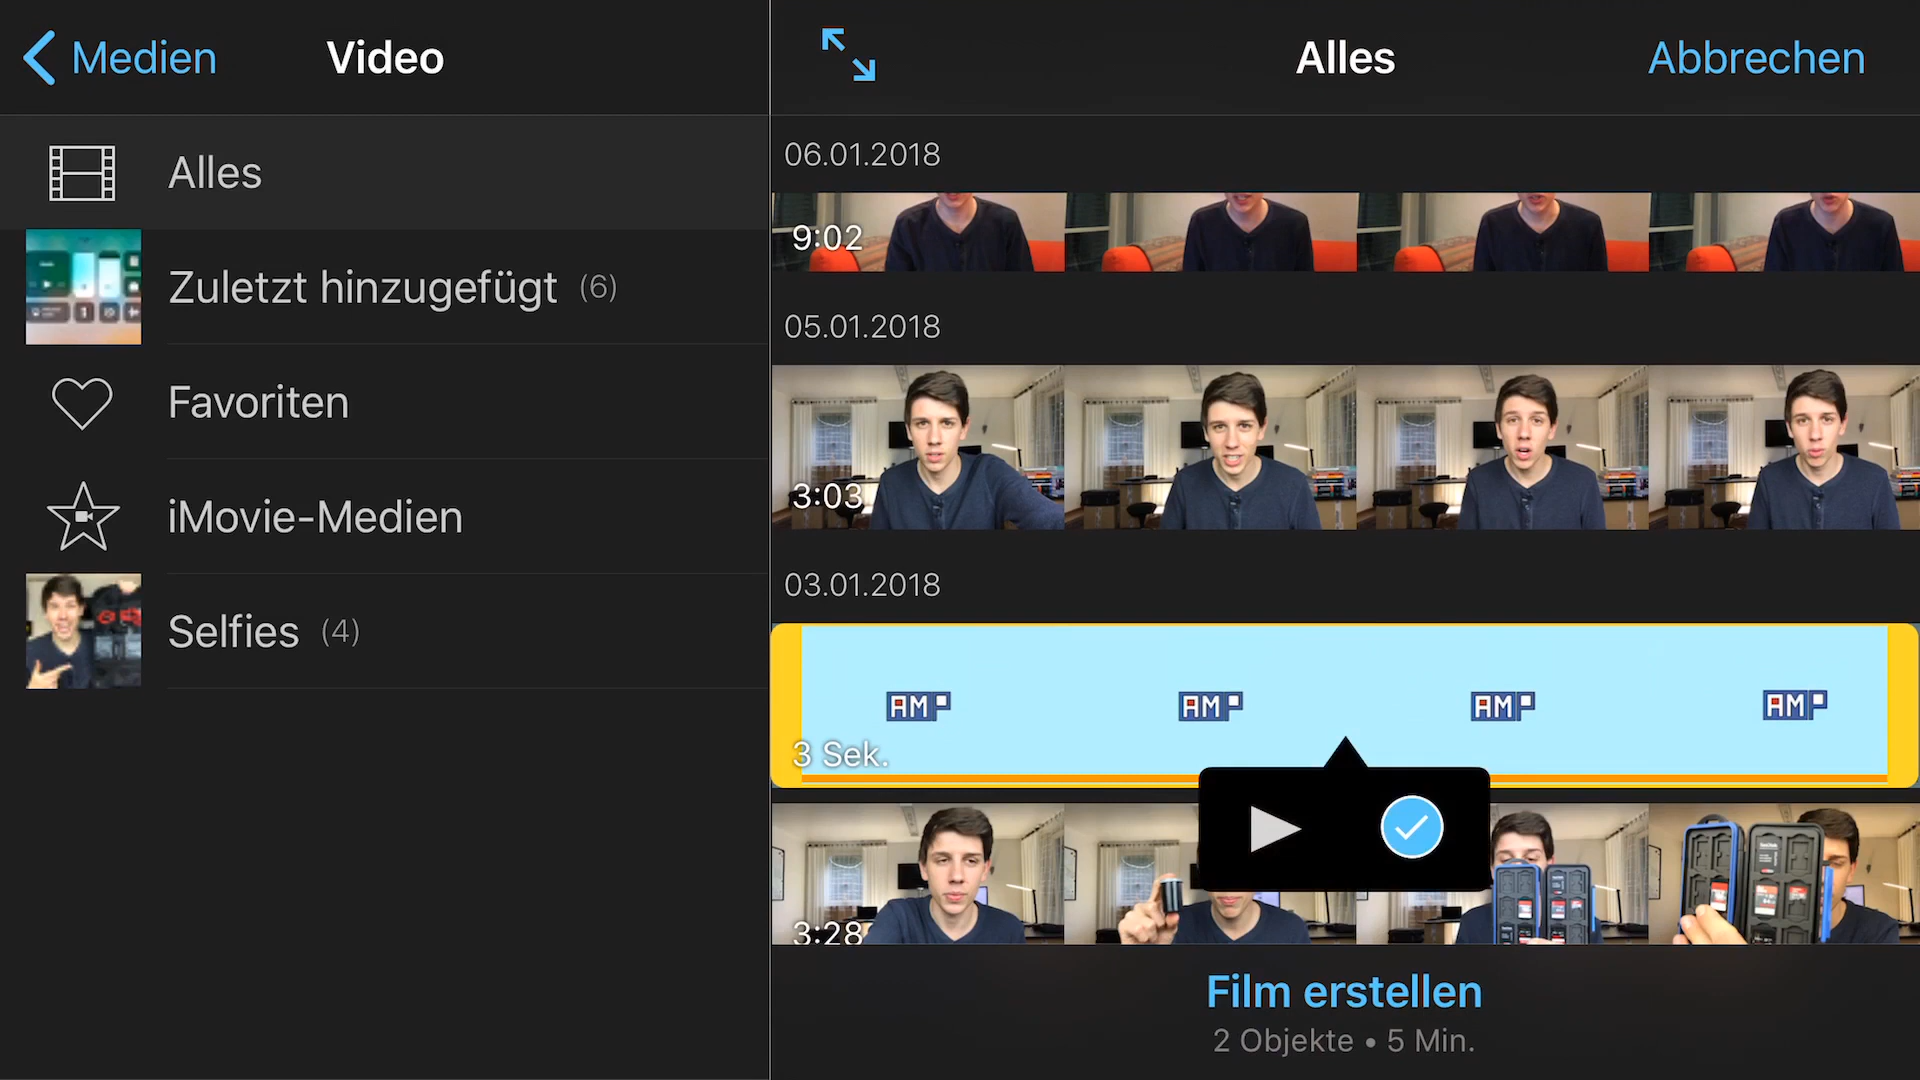 Medien
Video
Alles
Zuletzt hinzugefügt (6)
Favoriten
iMovie-Medien
Selfies (4)
Alles
Abbrechen
06.01.2018
9:02
05.01.2018
3:03
03.01.2018
AMP AMP AMP AMP
3 Sek.
3:28
Film erstellen
2 Objekte • 5 Min.